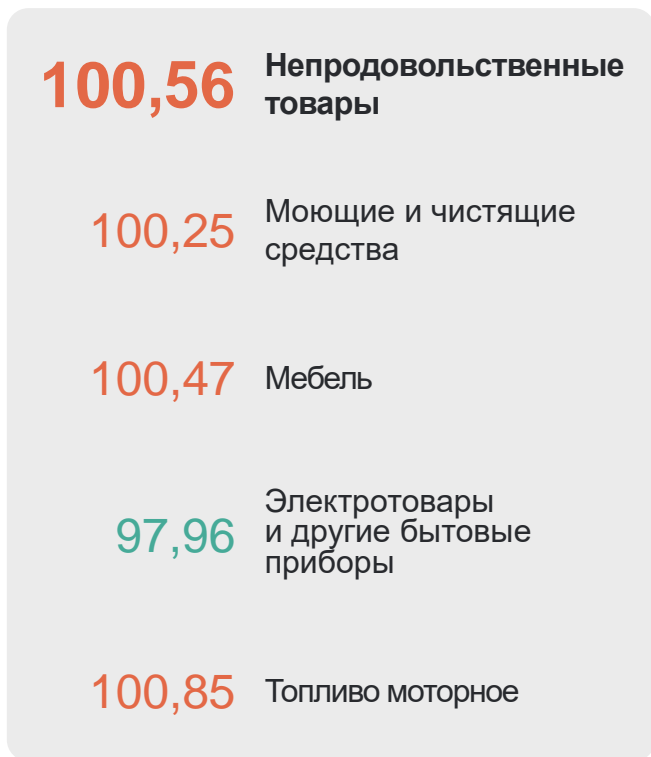 100,56
Непродовольственные
товары
100,25
Моющие и чистящие
средства
100,47
Мебель
97,96
Электротовары
и другие бытовые
приборы
100,85
Топливо моторное